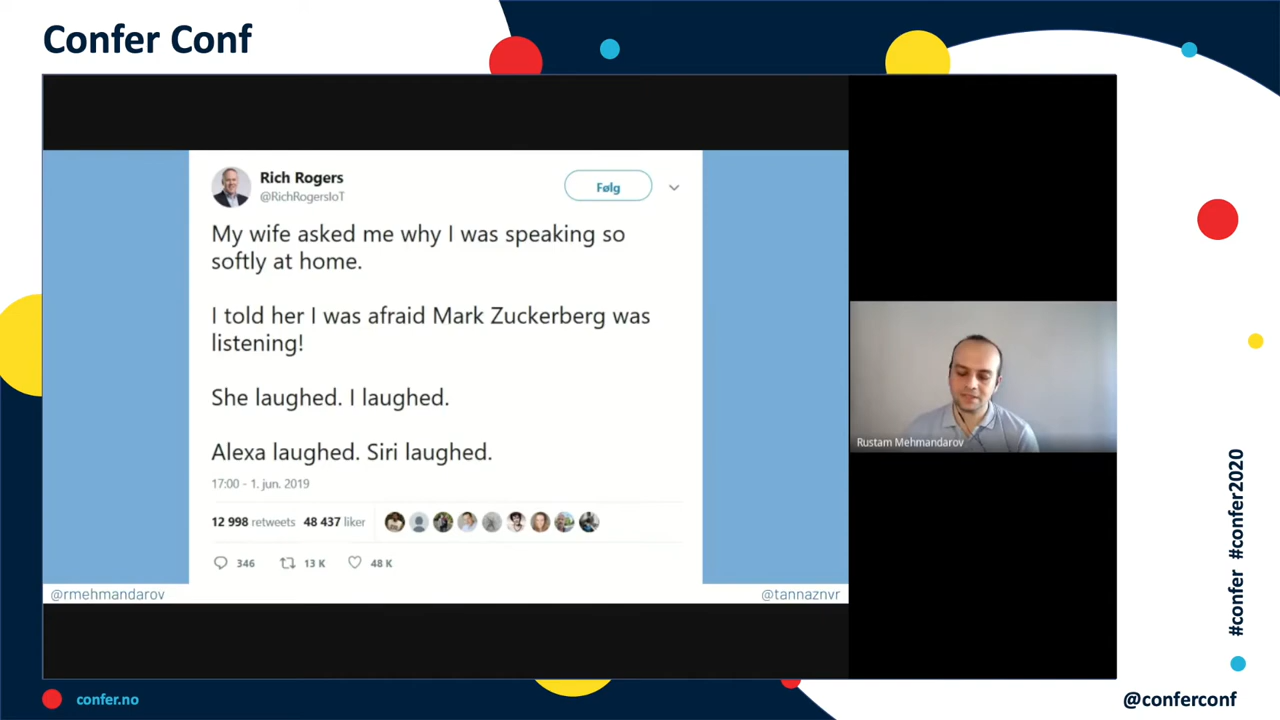 Confer Conf
Rich Rogers
@RichRogersIoT
Følg
My wife asked me why I was speaking so
softly at home.
I told her I was afraid Mark Zuckerberg was
listening!
She laughed. I laughed.
Alexa laughed. Siri laughed.
17:00 - 1. jun. 2019
12 998 retweets 48 437 liker
346 13 K 48 K
@rmehmandarov
@tannaznvr
Rustam Mehmandarov
#confer #confer2020
confer.no
@conferconf